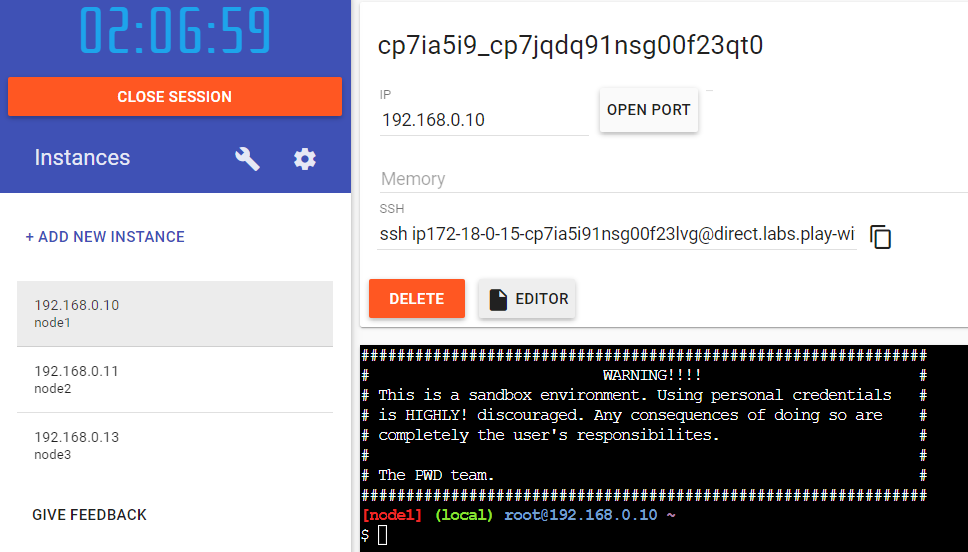 02:06:59
CLOSE SESSION
Instances
+ ADD NEW INSTANCE
192.168.0.10
node1
192.168.0.11
node2
192.168.0.13
node3
GIVE FEEDBACK
cp7ia5i9_cp7jqdq91nsg00f23qt0
IP
192.168.0.10
OPEN PORT
Memory
SSH
ssh ip172-18-0-15-cp7ia5i91nsg00f23lvg@direct.labs.play-wi
DELETE
EDITOR
###############################################################
# WARNING!!!! #
# This is a sandbox environment. Using personal credentials #
# is HIGHLY! discouraged. Any consequences of doing so are #
# completely the user's responsibilites. #
# #
# The PWD team. #
###############################################################
[node1] (local) root@192.168.0.10 ~
$